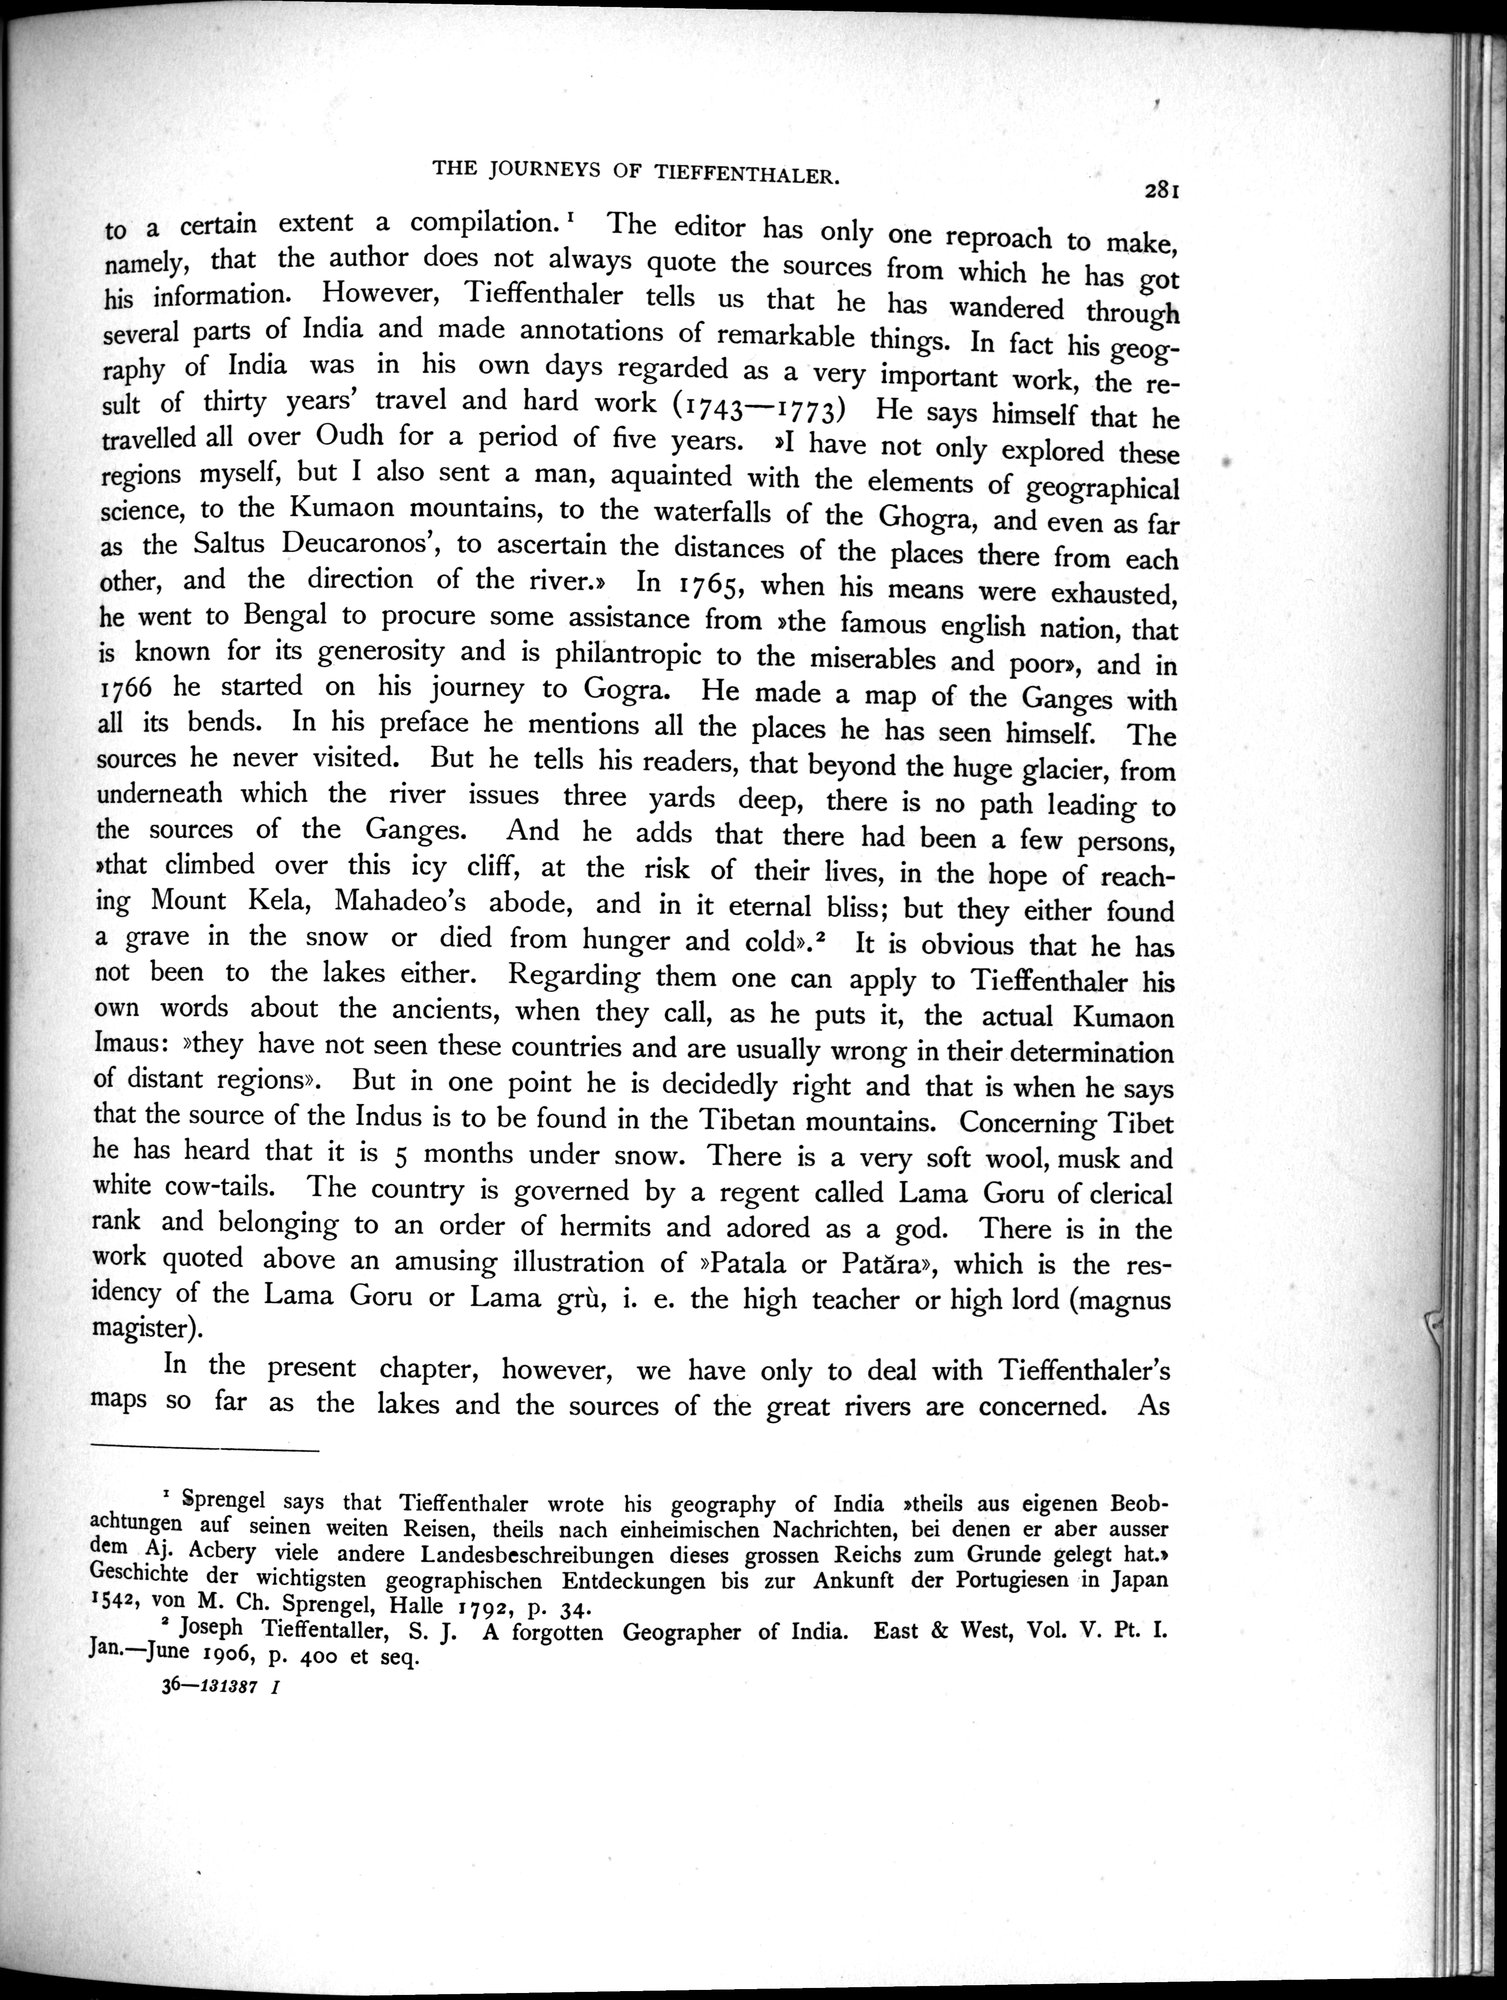 THE JOURNEYS OF TIEFFENTHALER.
281
to a certain extent a compilation.¹ The editor has only one reproach to make,
namely, that the author does not always quote the sources from which he has got
his information. However, Tieffenthaler tells us that he has wandered through
several parts of India and made annotations of remarkable things. In fact his geog-
raphy of India was in his own days regarded as a very important work, the re-
sult of thirty years’ travel and hard work (1743—1773) He says himself that he
travelled all over Oudh for a period of five years. »I have not only explored these
regions myself, but I also sent a man, aquainted with the elements of geographical
science, to the Kumaon mountains, to the waterfalls of the Ghogra, and even as far
as the Saltus Deucaronos’, to ascertain the distances of the places there from each
other, and the direction of the river.» In 1765, when his means were exhausted,
he went to Bengal to procure some assistance from »the famous english nation, that
is known for its generosity and is philantropic to the miserables and poor», and in
1766 he started on his journey to Gogra. He made a map of the Ganges with
all its bends. In his preface he mentions all the places he has seen himself. The
sources he never visited. But he tells his readers, that beyond the huge glacier, from
underneath which the river issues three yards deep, there is no path leading to
the sources of the Ganges. And he adds that there had been a few persons,
»that climbed over this icy cliff, at the risk of their lives, in the hope of reach-
ing Mount Kela, Mahadeo’s abode, and in it eternal bliss; but they either found
a grave in the snow or died from hunger and cold».² It is obvious that he has
not been to the lakes either. Regarding them one can apply to Tieffenthaler his
own words about the ancients, when they call, as he puts it, the actual Kumaon
Imaus: »they have not seen these countries and are usually wrong in their determination
of distant regions». But in one point he is decidedly right and that is when he says
that the source of the Indus is to be found in the Tibetan mountains. Concerning Tibet
he has heard that it is 5 months under snow. There is a very soft wool, musk and
white cow-tails. The country is governed by a regent called Lama Goru of clerical
rank and belonging to an order of hermits and adored as a god. There is in the
work quoted above an amusing illustration of »Patala or Patăra», which is the res-
idency of the Lama Goru or Lama grù, i. e. the high teacher or high lord (magnus
magister).
In the present chapter, however, we have only to deal with Tieffenthaler’s
maps so far as the lakes and the sources of the great rivers are concerned. As
¹ Sprengel says that Tieffenthaler wrote his geography of India »theils aus eigenen Beob-
achtungen auf seinen weiten Reisen, theils nach einheimischen Nachrichten, bei denen er aber ausser
dem Aj. Acbery viele andere Landesbeschreibungen dieses grossen Reichs zum Grunde gelegt hat.»
Geschichte der wichtigsten geographischen Entdeckungen bis zur Ankunft der Portugiesen in Japan
1542, von M. Ch. Sprengel, Halle 1792, p. 34.
² Joseph Tieffentaller, S. J. A forgotten Geographer of India. East & West, Vol. V. Pt. I.
Jan.—June 1906, p. 400 et seq.
36—131387 I